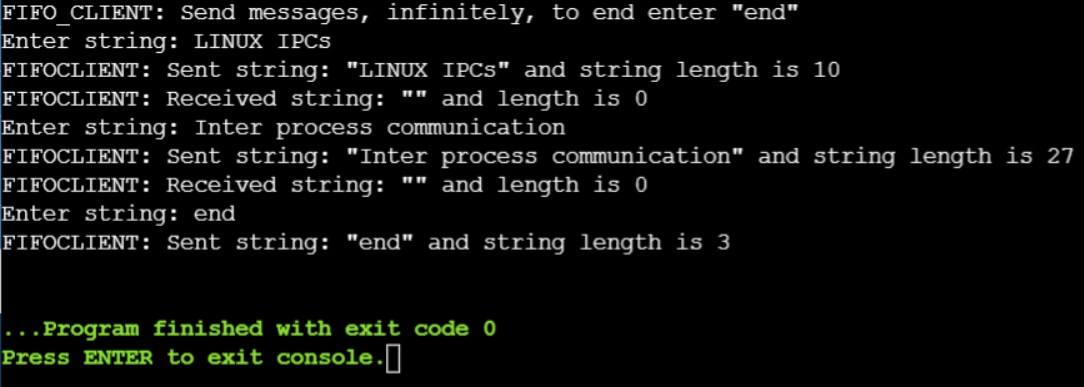 FIFO_CLIENT: Send messages, infinitely, to end enter "end"
Enter string: LINUX IPCs
FIFOCLIENT: Sent string: "LINUX IPCs" and string length is 10
FIFOCLIENT: Received string: "" and length is 0
Enter string: Inter process communication
FIFOCLIENT: Sent string: "Inter process communication" and string length is 27
FIFOCLIENT: Received string: "" and length is 0
Enter string: end
FIFOCLIENT: Sent string: "end" and string length is 3
...Program finished with exit code 0
Press ENTER to exit console.